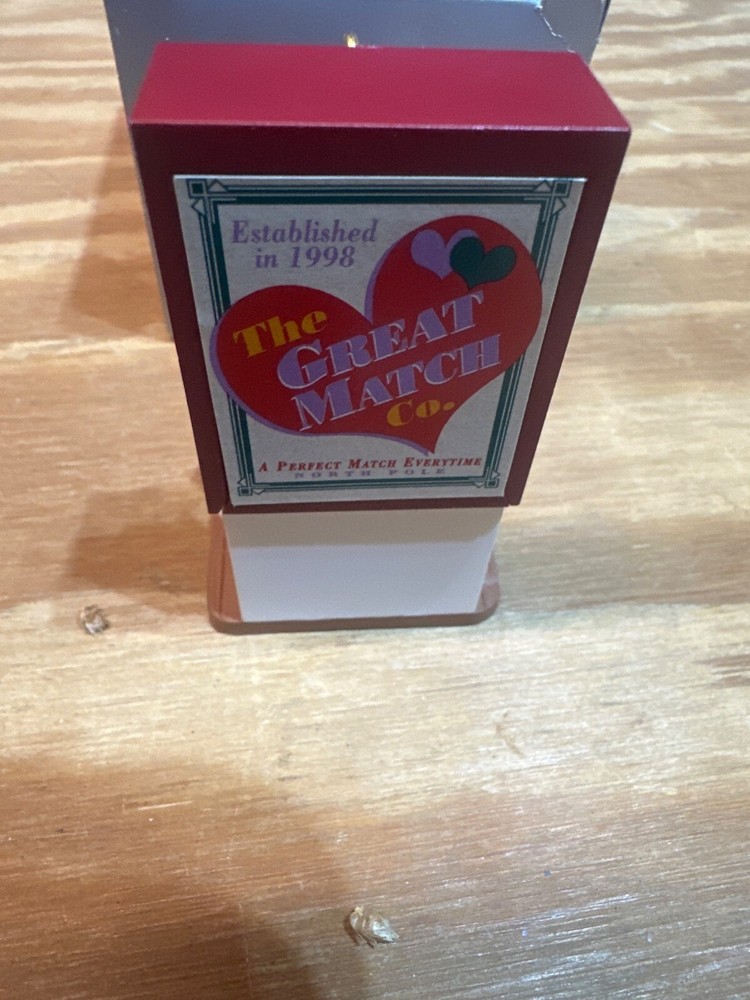 Established
in 1998
The
GREAT
MATCH
Co.
A PERFECT MATCH EVERYTIME
NORTH POLE